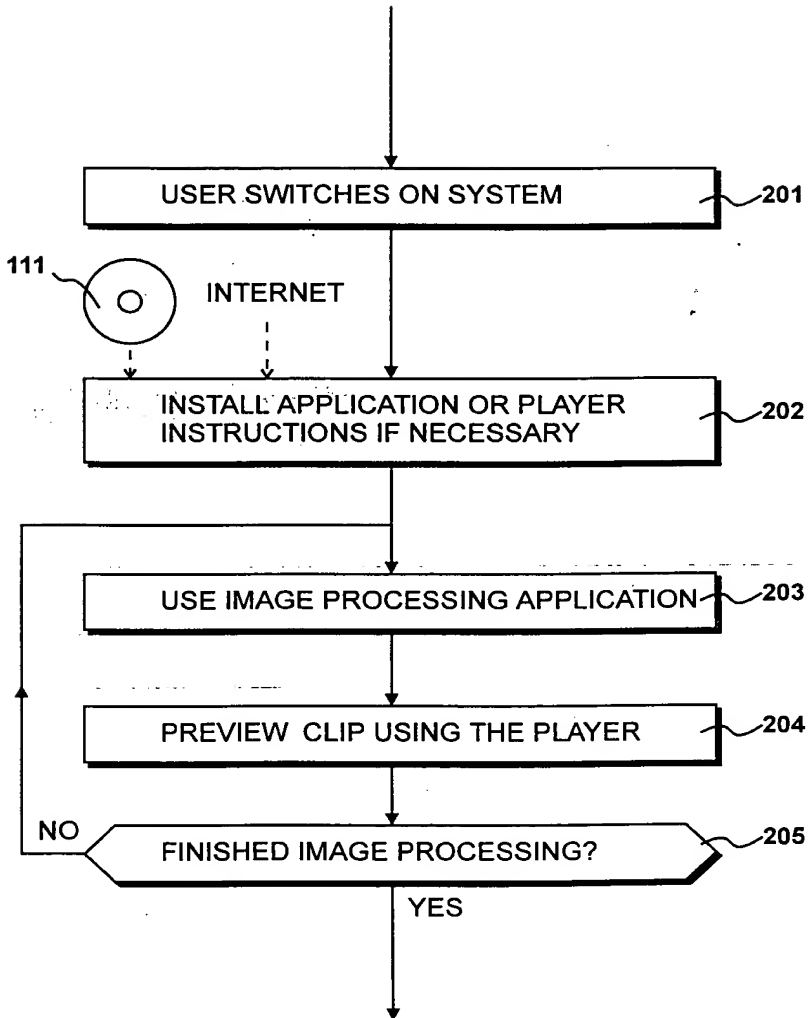 USER SWITCHES ON SYSTEM
201
111
INTERNET
INSTALL APPLICATION OR PLAYER
INSTRUCTIONS IF NECESSARY
202
USE IMAGE PROCESSING APPLICATION
203
PREVIEW CLIP USING THE PLAYER
204
NO
FINISHED IMAGE PROCESSING?
205
YES